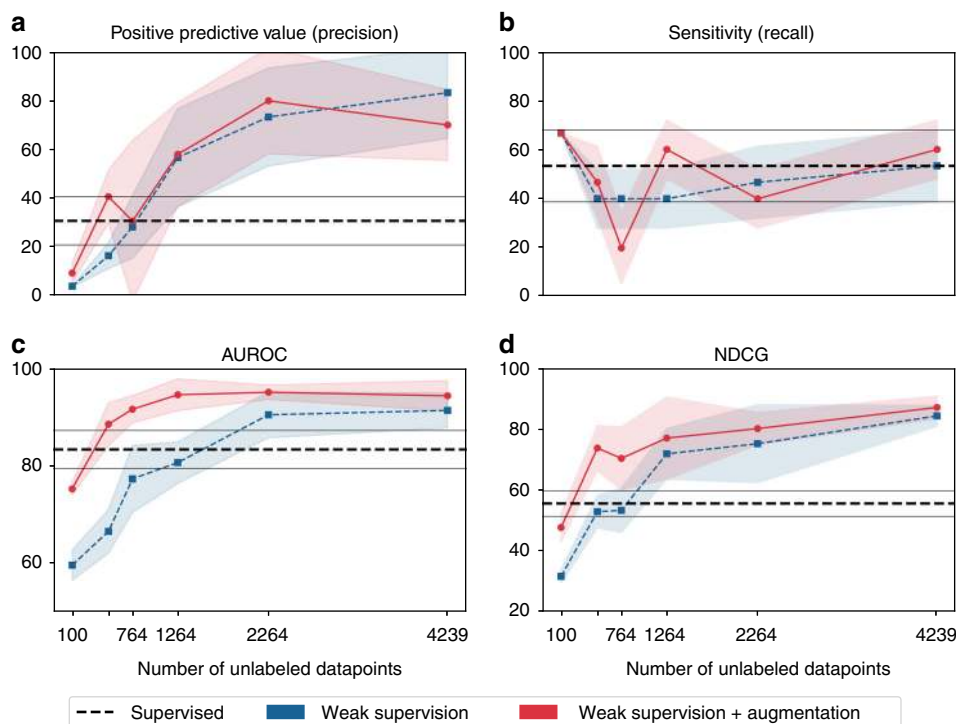 a
Positive predictive value (precision)
80
60
40
20
0
b
Sensitivity (recall)
100
80
60
40
20
0
c
AUROC
100
80
60
100
764
1264
2264
4239
Number of unlabeled datapoints
d
NDCG
100
80
60
40
20
100
764
1264
2264
4239
Number of unlabeled datapoints
Supervised
Weak supervision
Weak supervision + augmentation